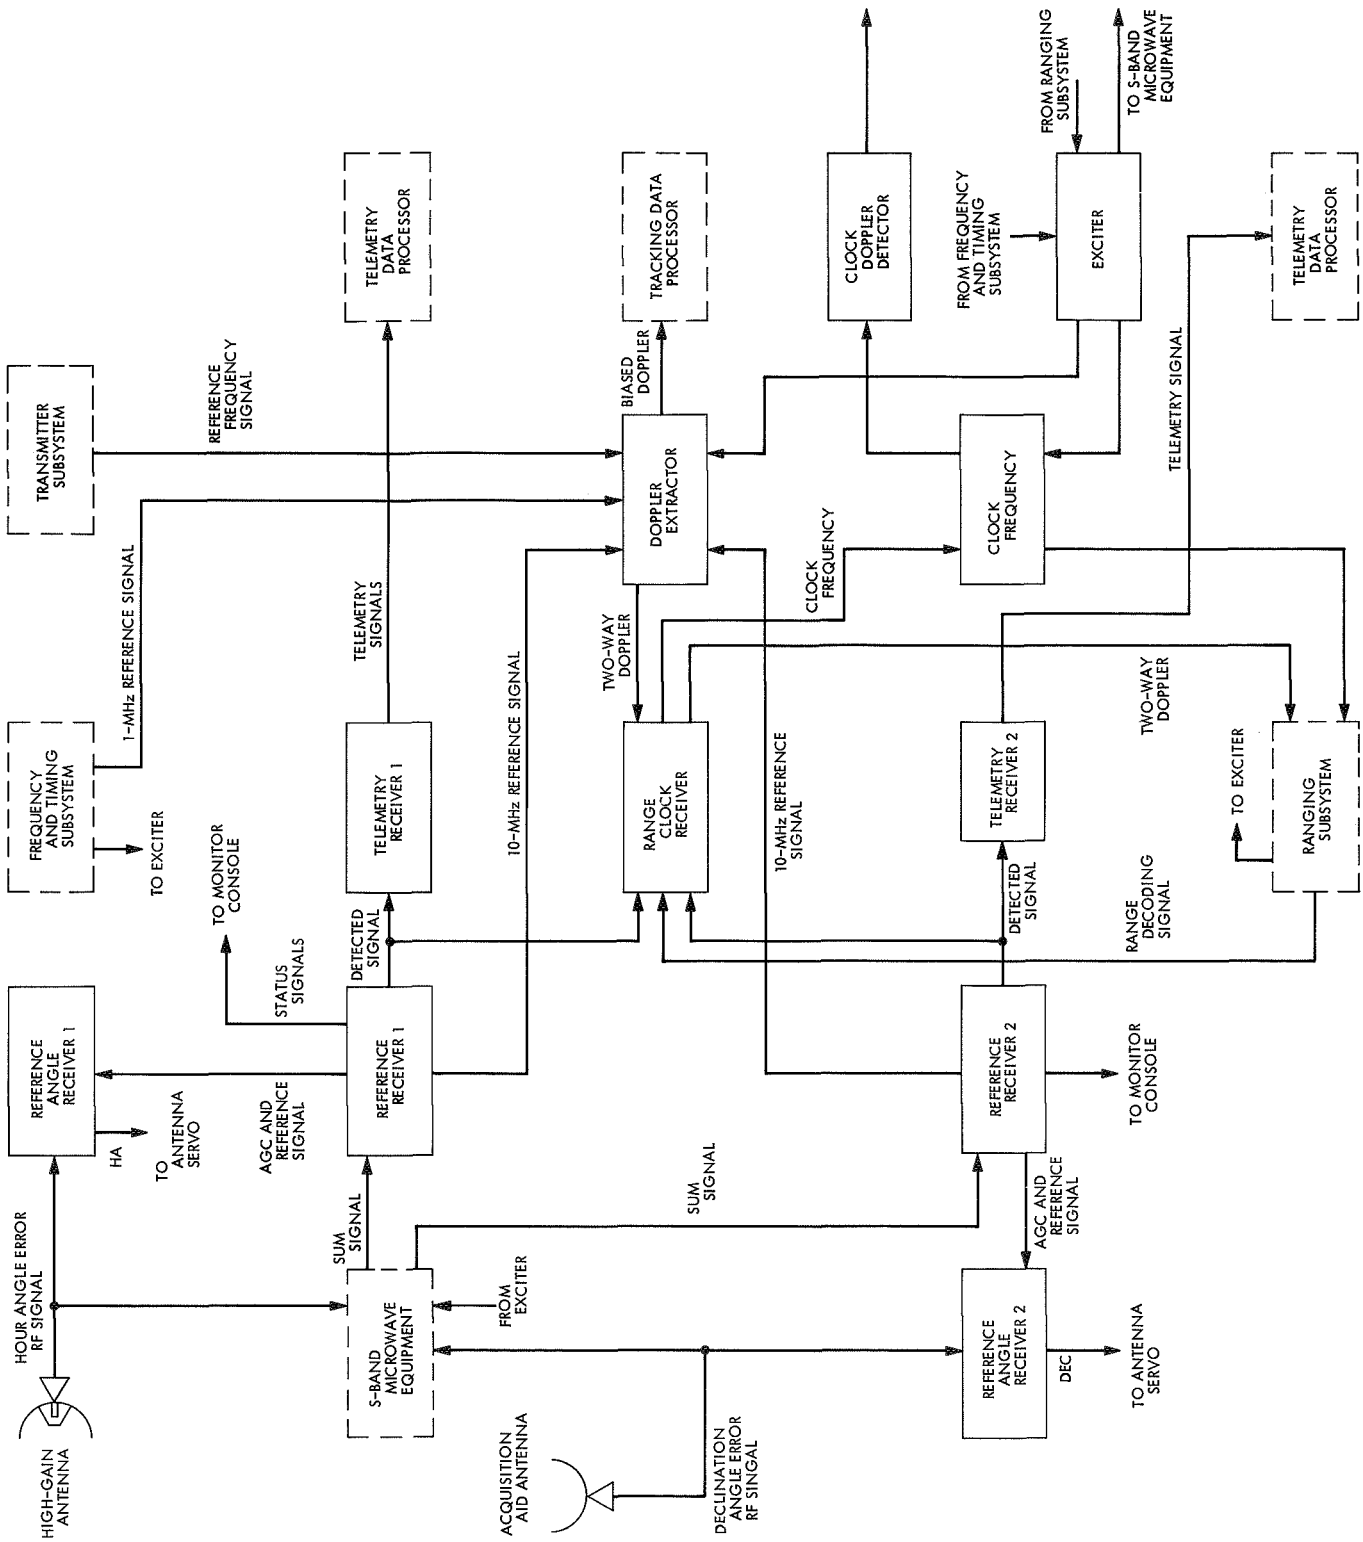 HIGH-GAIN
ANTENNA
HOUR ANGLE ERROR
RF SIGNAL
REFERENCE
ANGLE
RECEIVER 1
HA
TO
ANTENNA
SERVO
FREQUENCY
AND TIMING
SUBSYSTEM
TO EXCITER
1-MHz REFERENCE SIGNAL
TRANSMITTER
SUBSYSTEM
REFERENCE
FREQUENCY
SIGNAL
AGC AND
REFERENCE
SIGNAL
STATUS
SIGNALS
TO MONITOR
CONSOLE
S-BAND
MICROWAVE
EQUIPMENT
SUM
SIGNAL
REFERENCE
RECEIVER 1
DETECTED
SIGNAL
TELEMETRY
RECEIVER 1
TELEMETRY
SIGNALS
TELEMETRY
DATA
PROCESSOR
FROM
EXCITER
10-MHz REFERENCE SIGNAL
ACQUISITION
AID ANTENNA
DECLINATION
ANGLE ERROR
RF SINGAL
SUM
SIGNAL
RANGE
CLOCK
RECEIVER
TWO-WAY
DOPPLER
DOPPLER
EXTRACTOR
BIASED
DOPPLER
TRACKING DATA
PROCESSOR
10-MHz REFERENCE
SIGNAL
CLOCK
FREQUENCY
CLOCK
DOPPLER
DETECTOR
REFERENCE
ANGLE
RECEIVER 2
DEC
TO ANTENNA
SERVO
AGC AND
REFERENCE
SIGNAL
REFERENCE
RECEIVER 2
TO MONITOR
CONSOLE
DETECTED
SIGNAL
TELEMETRY
RECEIVER 2
CLOCK
FREQUENCY
FROM FREQUENCY
AND TIMING
SUBSYSTEM
EXCITER
FROM RANGING
SUBSYSTEM
TO S-BAND
MICROWAVE
EQUIPMENT
RANGE
DECODING
SIGNAL
TWO-WAY
DOPPLER
TELEMETRY SIGNAL
TO EXCITER
RANGING
SUBSYSTEM
TELEMETRY
DATA
PROCESSOR